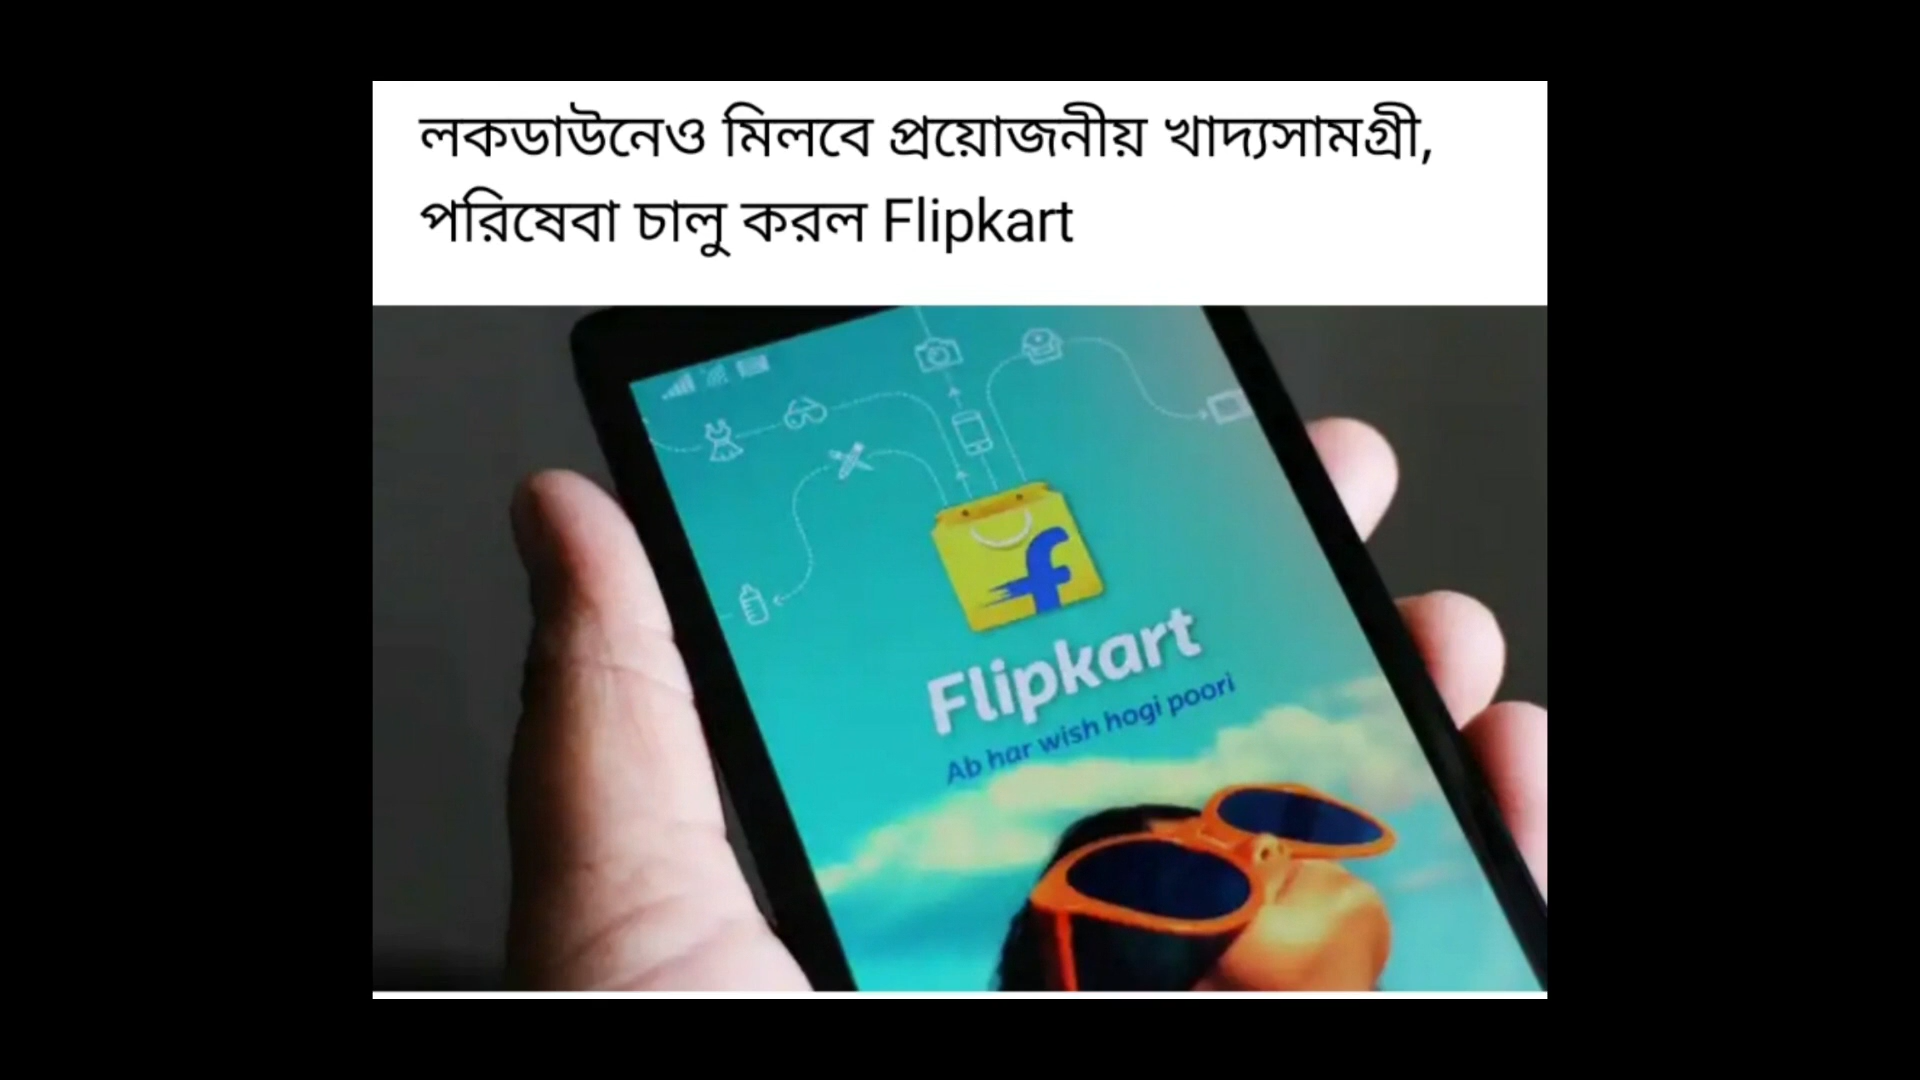 লকডাউনেও মিলবে প্রয়োজনীয় খাদ্যসামগ্রী,
পরিষেবা চালু করল Flipkart
f
Flipkart
Ab har wish hogi poori